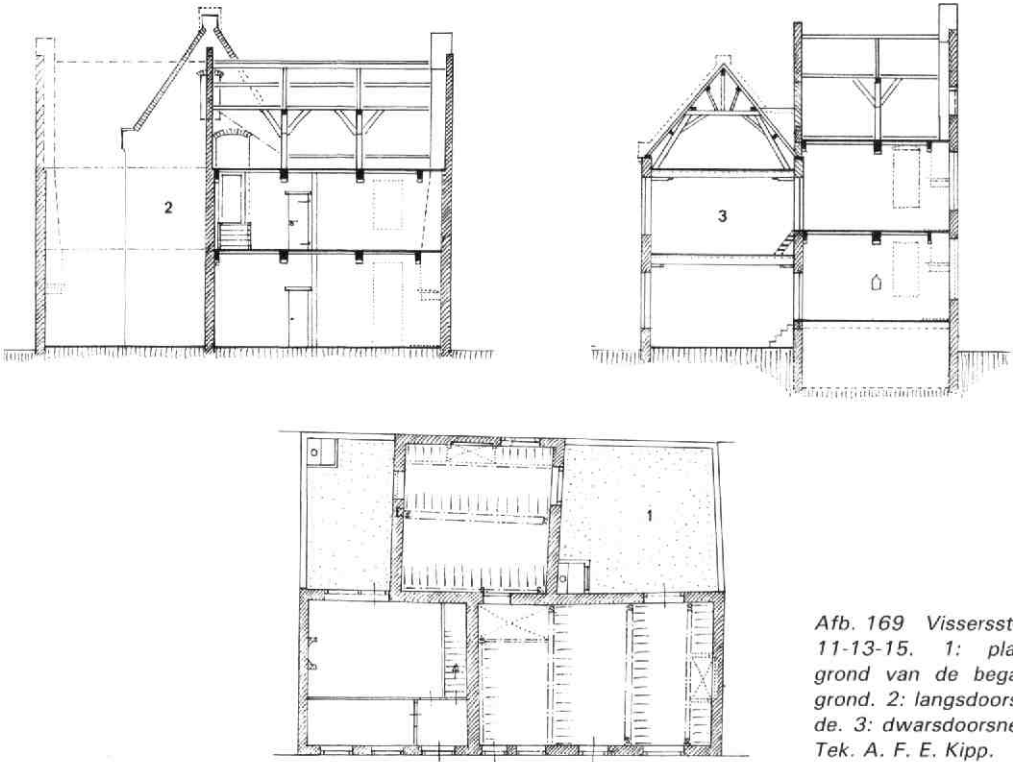 2
3
1
Afb. 169 Vissersst
11-13-15. 1: pla
grond van de bega
grond. 2: langsdoors
de. 3: dwarsdoorsne
Tek. A. F. E. Kipp.